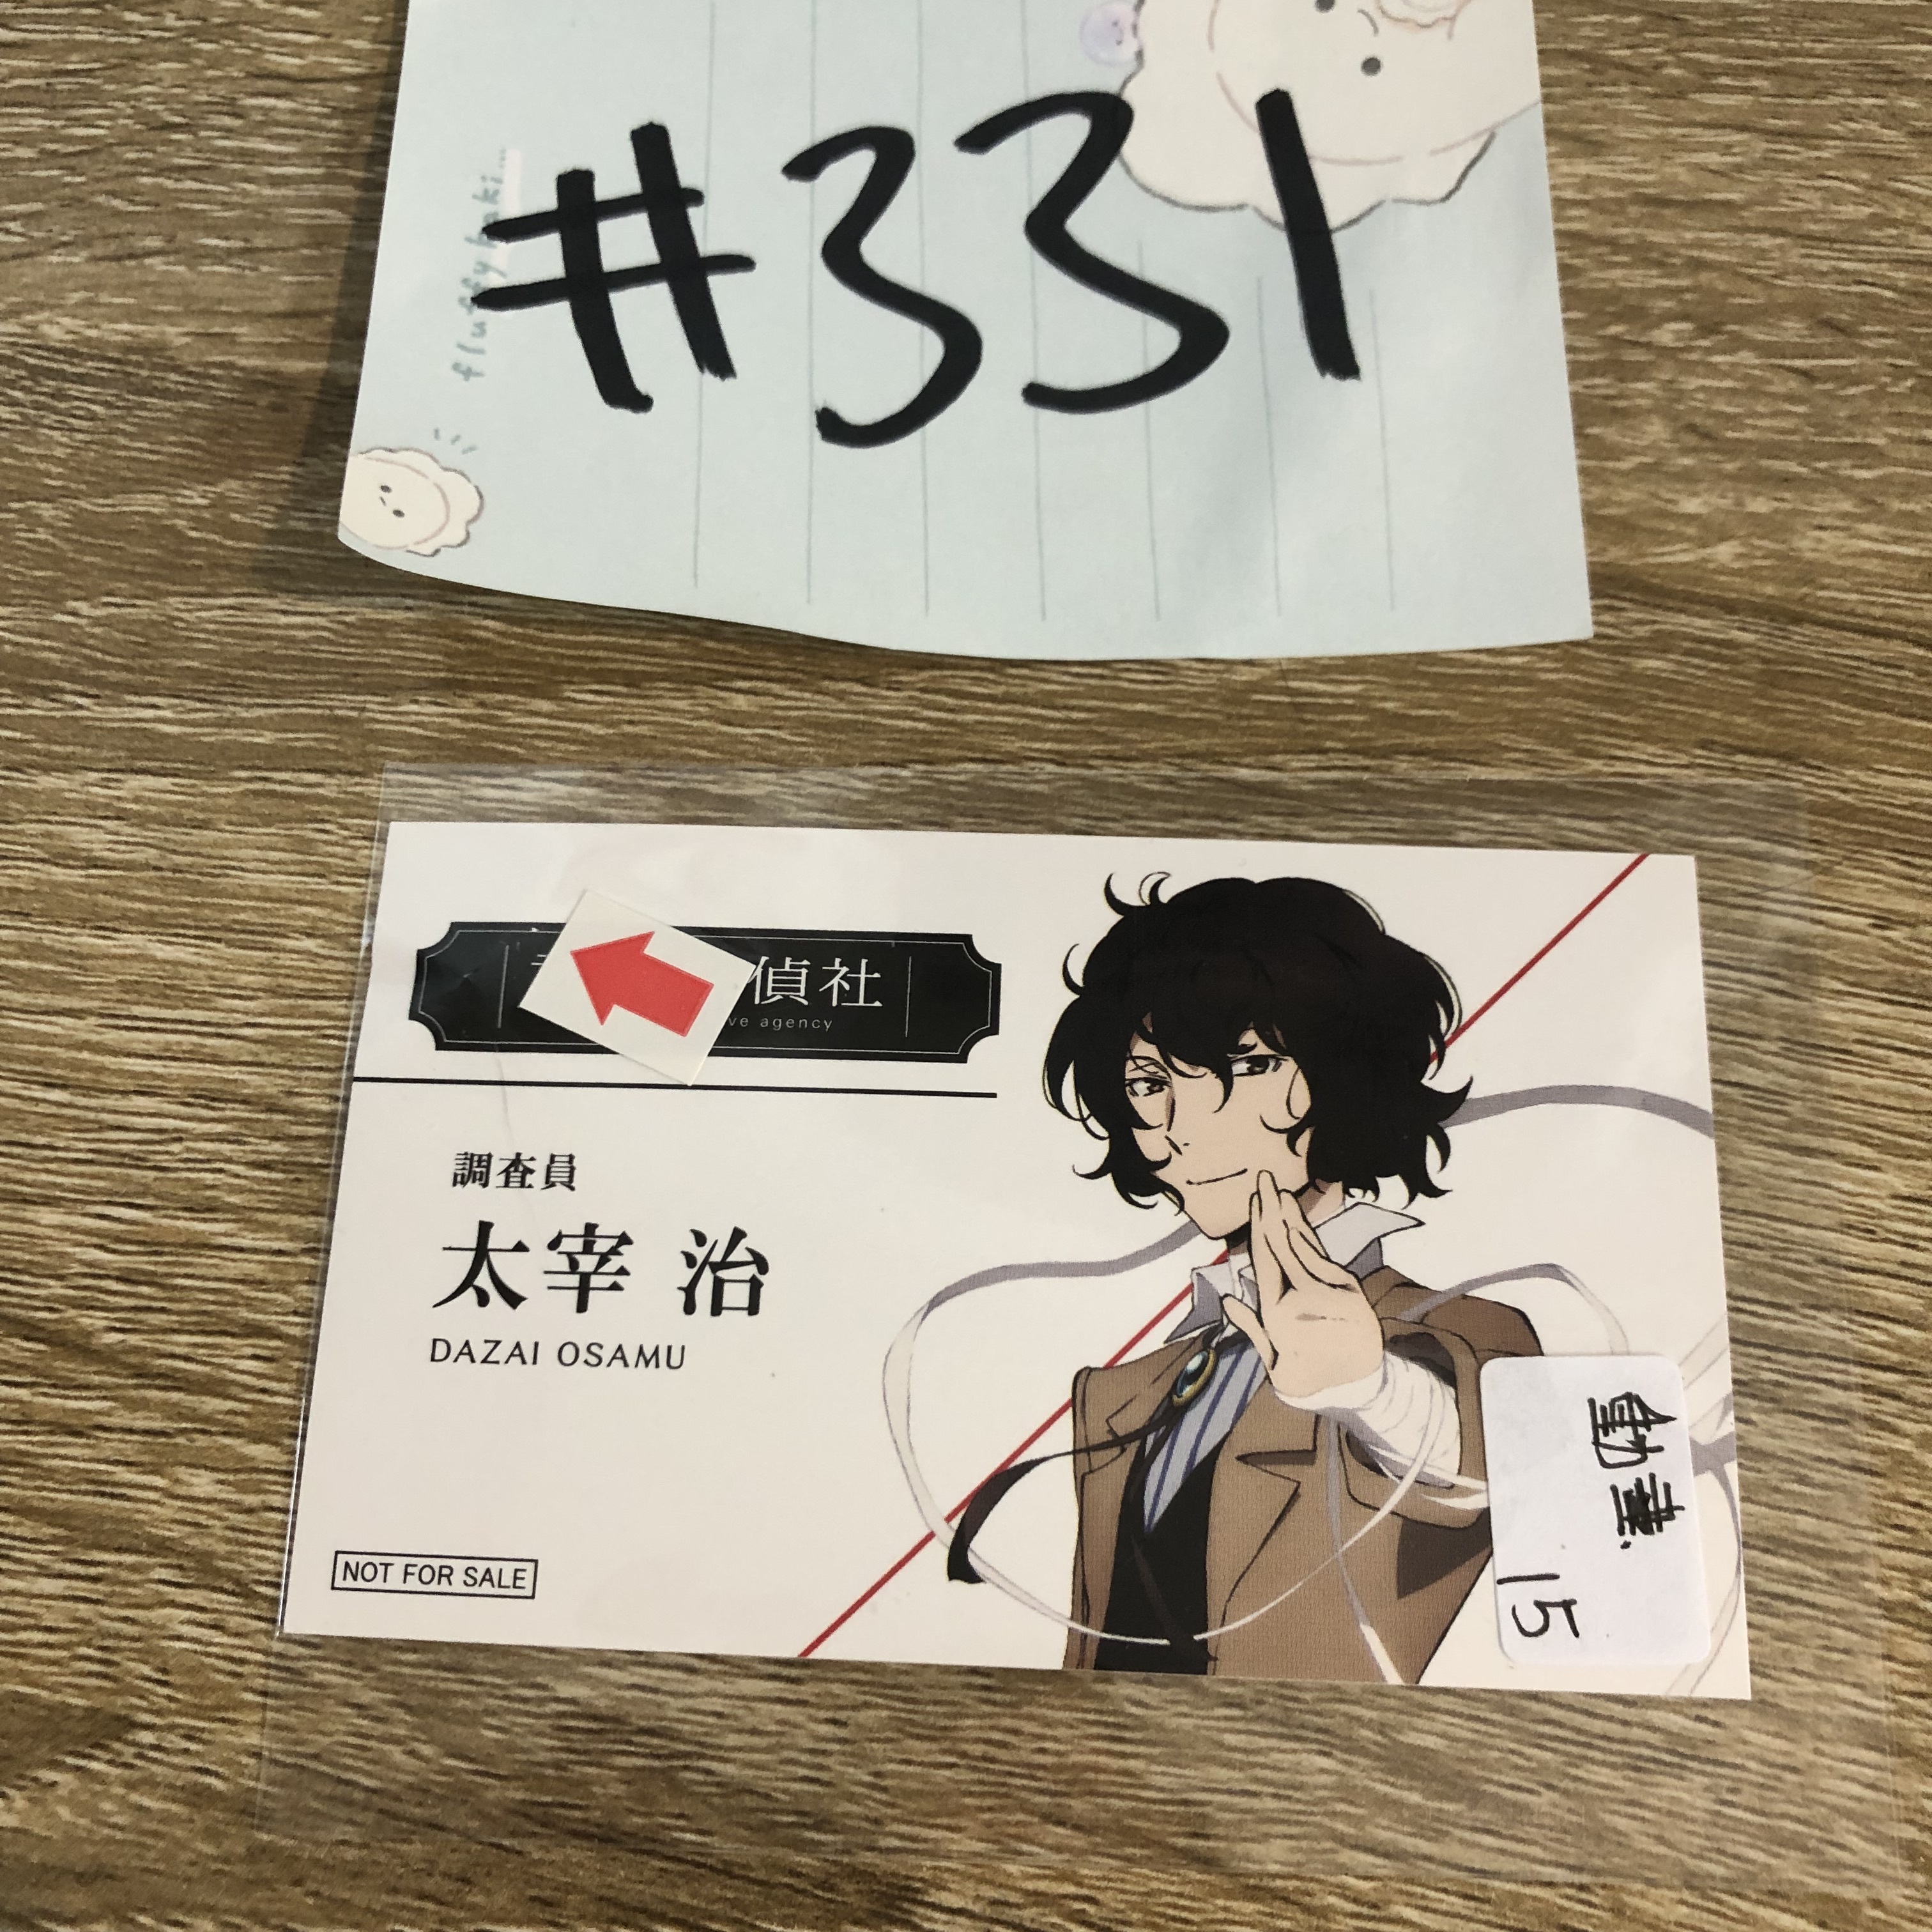 #331
fluffy
偵社
ve agency
調査員
太宰 治
DAZAI OSAMU
NOT FOR SALE
動畫
15